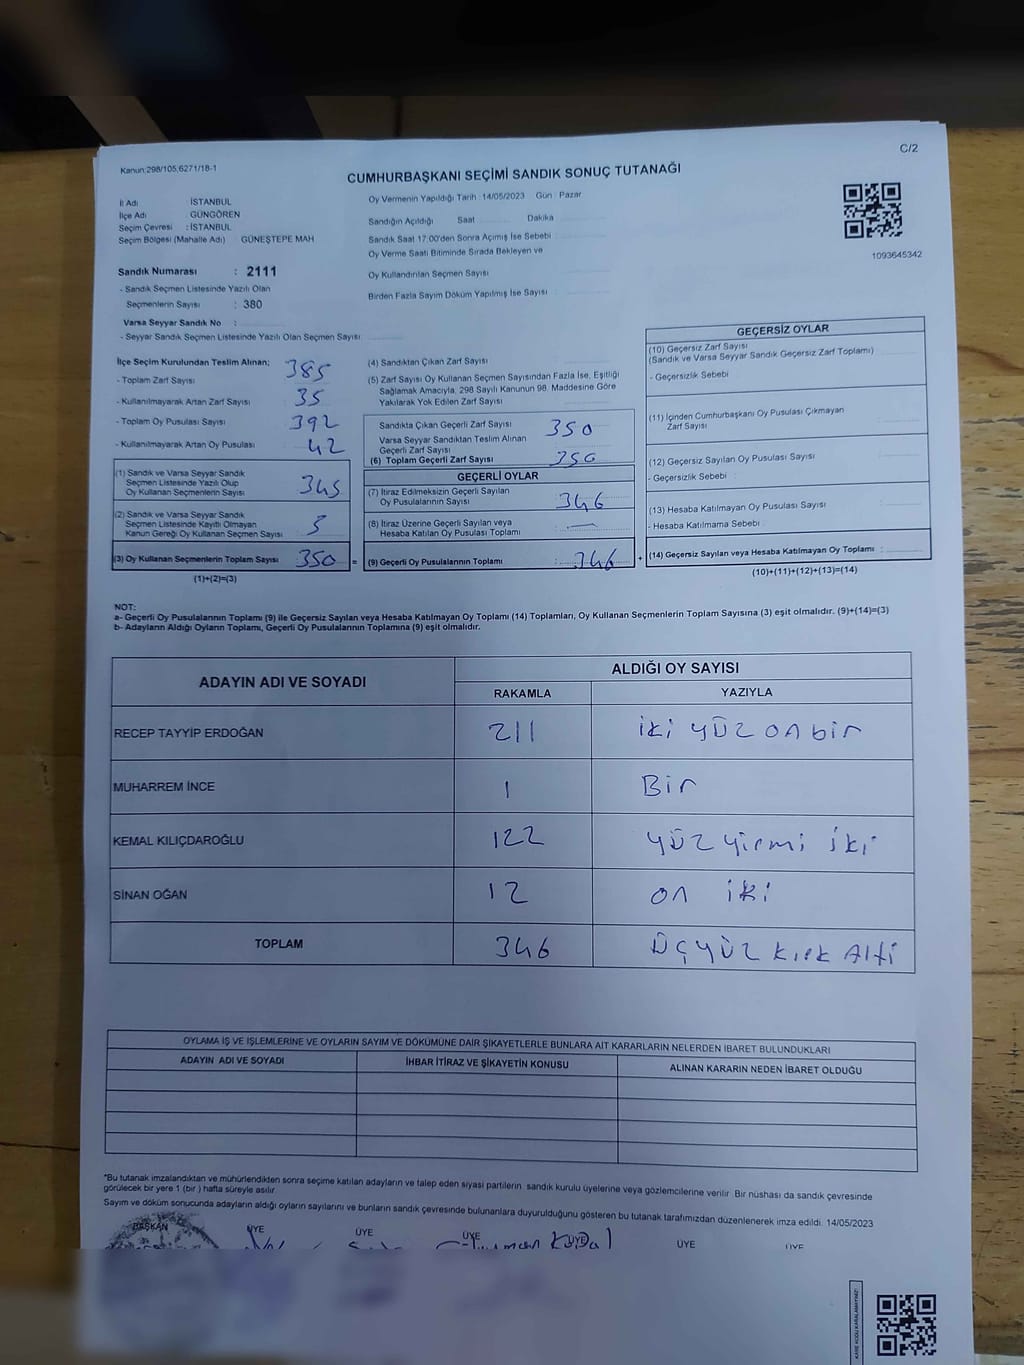 C/2
Kanun:298/105,6271/18-1
CUMHURBAŞKANI SEÇİMİ SANDIK SONUÇ TUTANAĞI
İl Adı İSTANBUL
İlçe Adı GÜNGÖREN
Seçim Çevresi : İSTANBUL
Seçim Bölgesi (Mahalle Adı) GÜNEŞTEPE MAH
Sandık Numarası : 2111
- Sandık Seçmen Listesinde Yazılı Olan
Seçmenlerin Sayısı : 380
Varsa Seyyar Sandık No :
- Seyyar Sandık Seçmen Listesinde Yazılı Olan Seçmen Sayısı
Oy Vermenin Yapıldığı Tarih :14/05/2023 Gün : Pazar
Sandığın Açıldığı Saat Dakika
Sandık Saat 17:00'den Sonra Açılmış İse Sebebi
Oy Verme Saati Bitiminde Sırada Bekleyen ve
Oy Kullandırılan Seçmen Sayısı
Birden Fazla Sayım Döküm Yapılmış İse Sayısı
1093645342
İlçe Seçim Kurulundan Teslim Alınan;
- Toplam Zarf Sayısı 385
- Kullanılmayarak Artan Zarf Sayısı 35
- Toplam Oy Pusulası Sayısı 392
- Kullanılmayarak Artan Oy Pusulası 42
(1) Sandık ve Varsa Seyyar Sandık
Seçmen Listesinde Yazılı Olup
Oy Kullanan Seçmenlerin Sayısı 345
(2) Sandık ve Varsa Seyyar Sandık
Seçmen Listesinde Kayıtlı Olmayan
Kanun Gereği Oy Kullanan Seçmen Sayısı 5
(3) Oy Kullanan Seçmenlerin Toplam Sayısı 350 =
(1)+(2)=(3)
(4) Sandıktan Çıkan Zarf Sayısı
(5) Zarf Sayısı Oy Kullanan Seçmen Sayısından Fazla İse, Eşitliği
Sağlamak Amacıyla, 298 Sayılı Kanunun 98. Maddesine Göre
Yakılarak Yok Edilen Zarf Sayısı
Sandıkta Çıkan Geçerli Zarf Sayısı 350
Varsa Seyyar Sandıktan Teslim Alınan
Geçerli Zarf Sayısı
(6) Toplam Geçerli Zarf Sayısı 350
GEÇERLİ OYLAR
(7) İtiraz Edilmeksizin Geçerli Sayılan
Oy Pusulalarının Sayısı 346
(8) İtiraz Üzerine Geçerli Sayılan veya
Hesaba Katılan Oy Pusulası Toplamı —
(9) Geçerli Oy Pusulalarının Toplamı : 346 +
GEÇERSİZ OYLAR
(10) Geçersiz Zarf Sayısı
(Sandık ve Varsa Seyyar Sandık Geçersiz Zarf Toplamı)
- Geçersizlik Sebebi
(11) İçinden Cumhurbaşkanı Oy Pusulası Çıkmayan
Zarf Sayısı
(12) Geçersiz Sayılan Oy Pusulası Sayısı
- Geçersizlik Sebebi :
(13) Hesaba Katılmayan Oy Pusulası Sayısı
- Hesaba Katılmama Sebebi :
(14) Geçersiz Sayılan veya Hesaba Katılmayan Oy Toplamı :
(10)+(11)+(12)+(13)=(14)
NOT:
a- Geçerli Oy Pusulalarının Toplamı (9) ile Geçersiz Sayılan veya Hesaba Katılmayan Oy Toplamı (14) Toplamları, Oy Kullanan Seçmenlerin Toplam Sayısına (3) eşit olmalıdır. (9)+(14)=(3)
b- Adayların Aldığı Oyların Toplamı, Geçerli Oy Pusulalarının Toplamına (9) eşit olmalıdır.
ADAYIN ADI VE SOYADI
ALDIĞI OY SAYISI
RAKAMLA YAZIYLA
RECEP TAYYİP ERDOĞAN 211 iki yüz on bir
MUHARREM İNCE 1 Bir
KEMAL KILIÇDAROĞLU 122 yüz yirmi iki
SİNAN OĞAN 12 on iki
TOPLAM 346 üçyüz kırk Altı
OYLAMA İŞ VE İŞLEMLERİNE VE OYLARIN SAYIM VE DÖKÜMÜNE DAİR ŞİKAYETLERLE BUNLARA AİT KARARLARIN NELERDEN İBARET BULUNDUKLARI
ADAYIN ADI VE SOYADI İHBAR İTİRAZ VE ŞİKAYETİN KONUSU ALINAN KARARIN NEDEN İBARET OLDUĞU
*Bu tutanak imzalandıktan ve mühürlendikten sonra seçime katılan adayların ve talep eden siyasi partilerin sandık kurulu üyelerine veya gözlemcilerine verilir. Bir nüshası da sandık çevresinde
görülecek bir yere 1 (bir) hafta süreyle asılır.
Sayım ve döküm sonucunda adayların aldığı oyların sayılarını ve bunların sandık çevresinde bulunanlara duyurulduğunu gösteren bu tutanak tarafımızdan düzenlenerek imza edildi. 14/05/2023
BAŞKAN ÜYE ÜYE ÜYE ÜYE ÜYE ÜYE